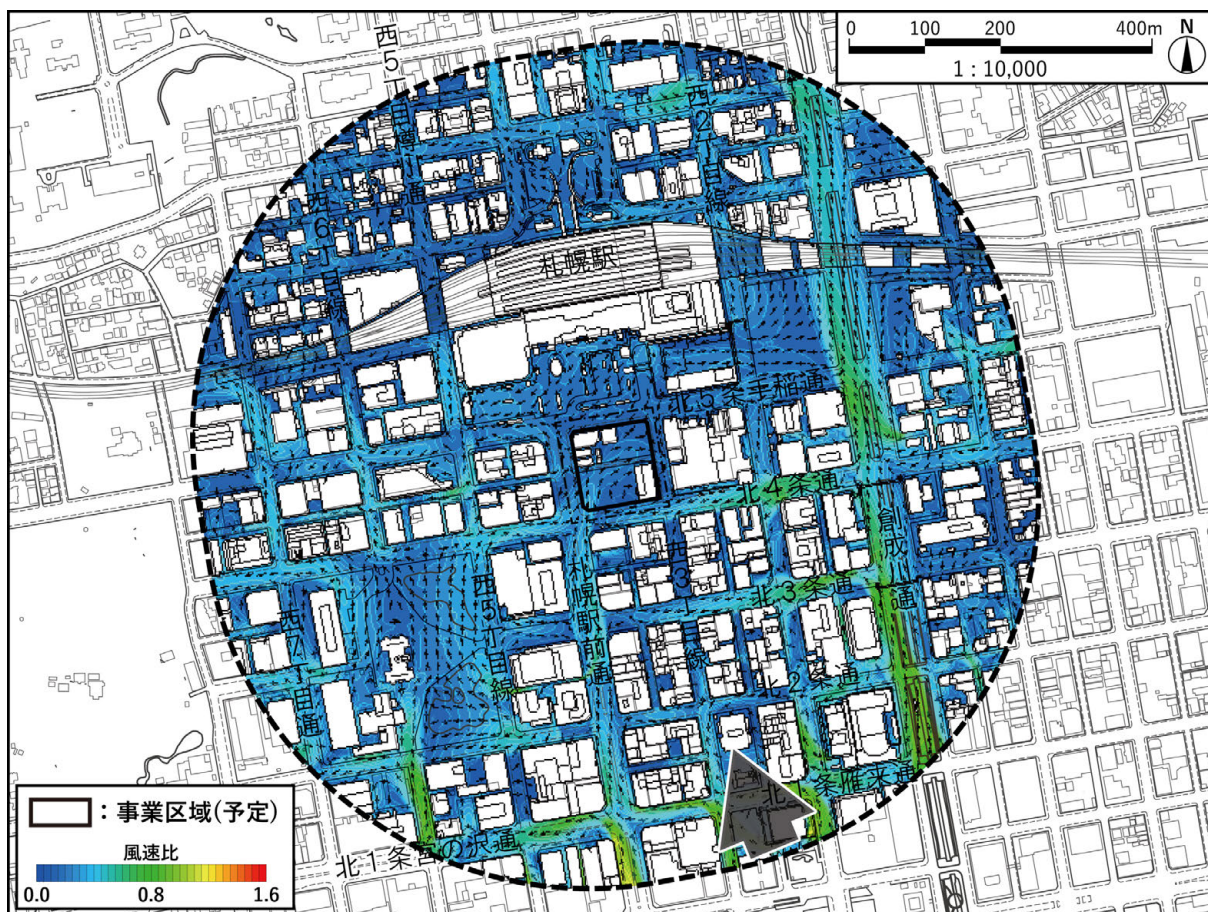 0 100 200 400m
N
1 : 10,000
西5丁目樽川通
西2丁目線
西6丁目線
札幌駅
北5条手稲通
北4条通
創成川通
西3丁目線
北3条通
札幌駅前通
西5丁目線
西7丁目通
北2条通
条雁来通
北1条宮の沢通
：事業区域(予定)
風速比
0.0 0.8 1.6